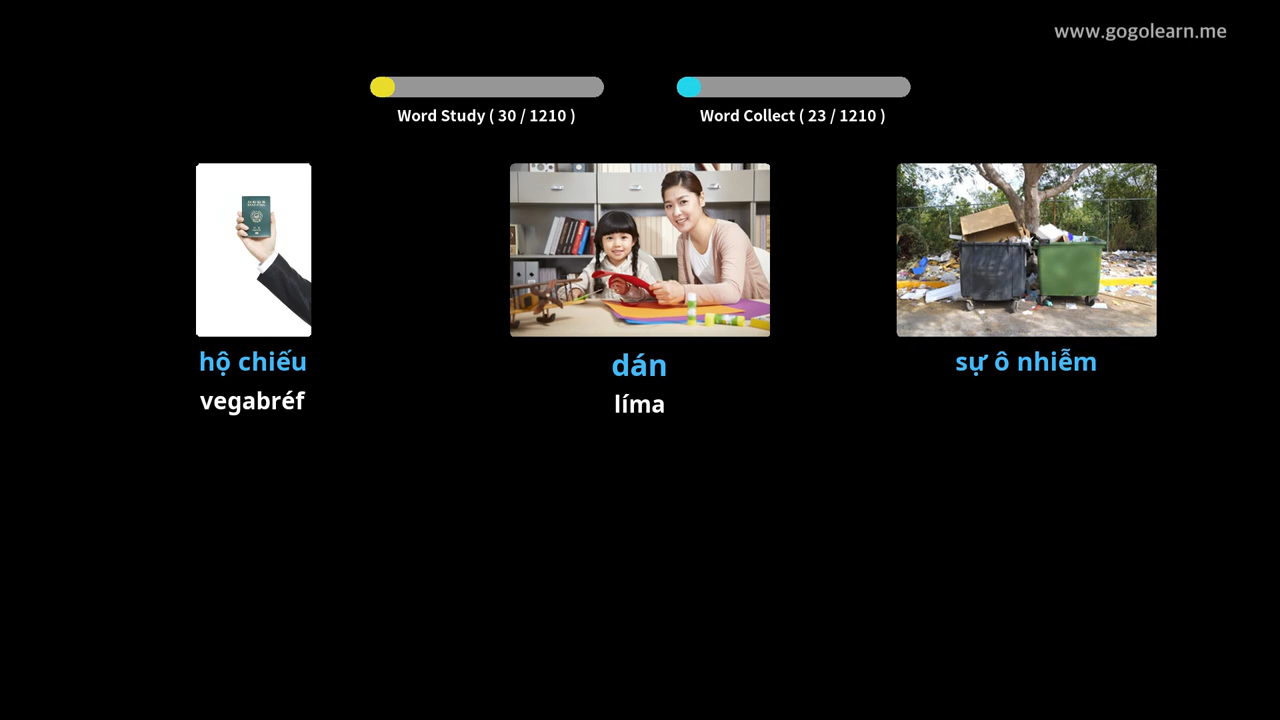 www.gogolearn.me
Word Study ( 30 / 1210 )
Word Collect ( 23 / 1210 )
hộ chiếu
vegabréf
dán
líma
sự ô nhiễm